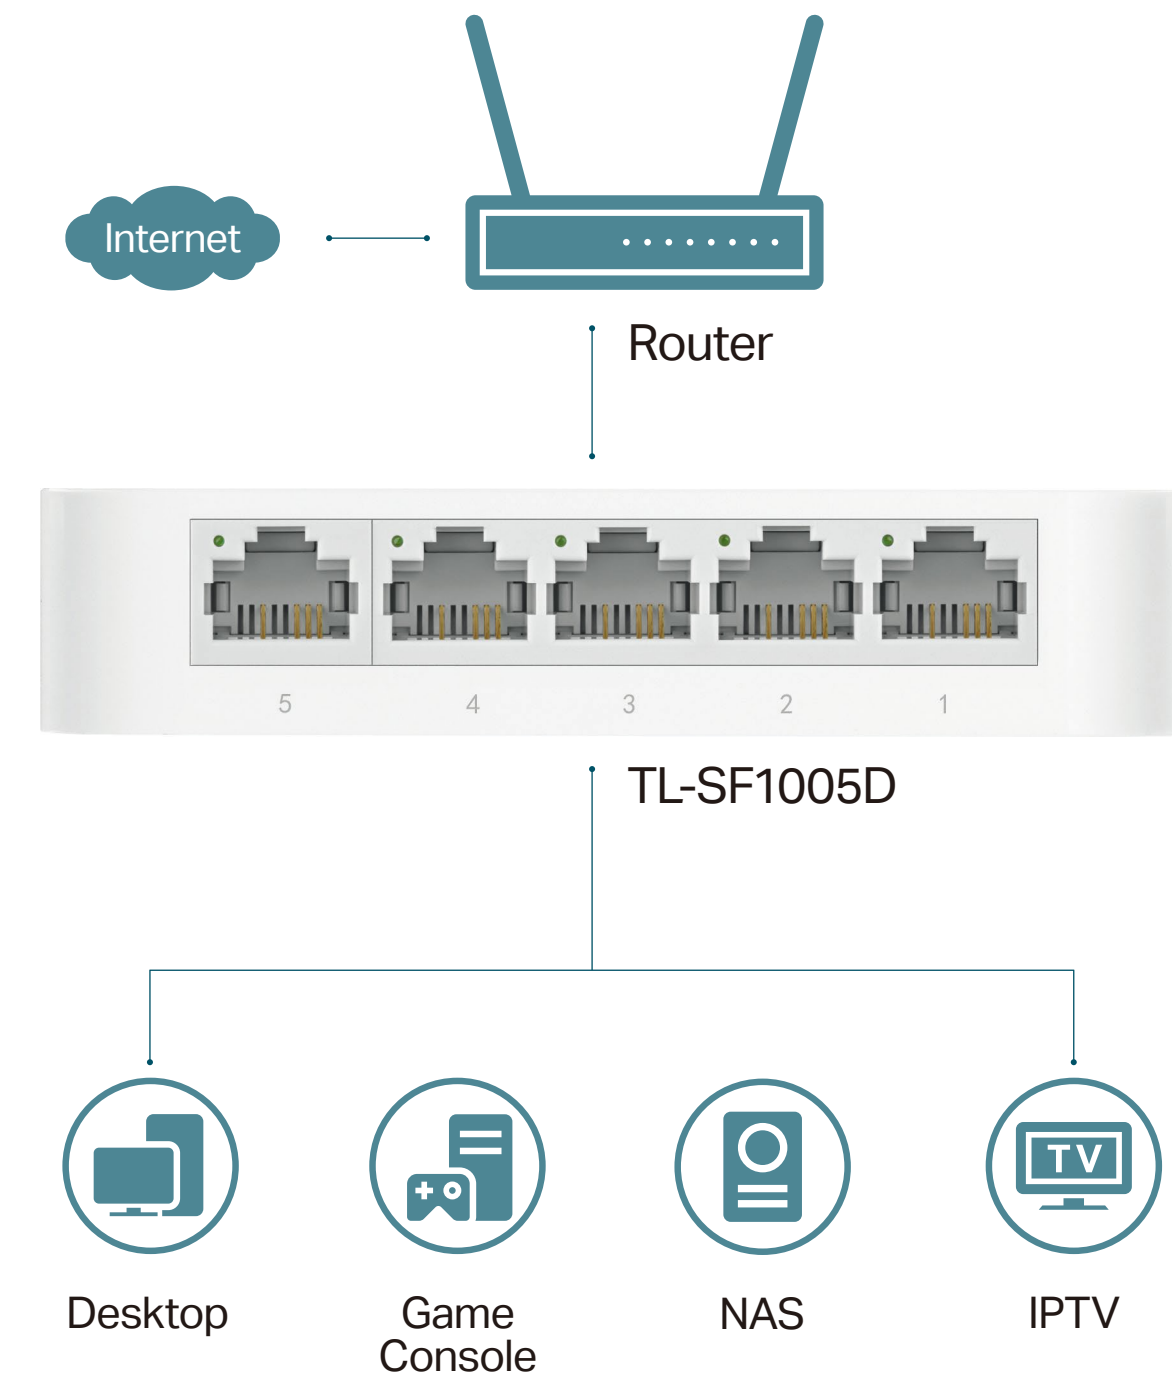 Internet
Router
5 4 3 2 1
TL-SF1005D
TV
Desktop
Game
Console
NAS
IPTV